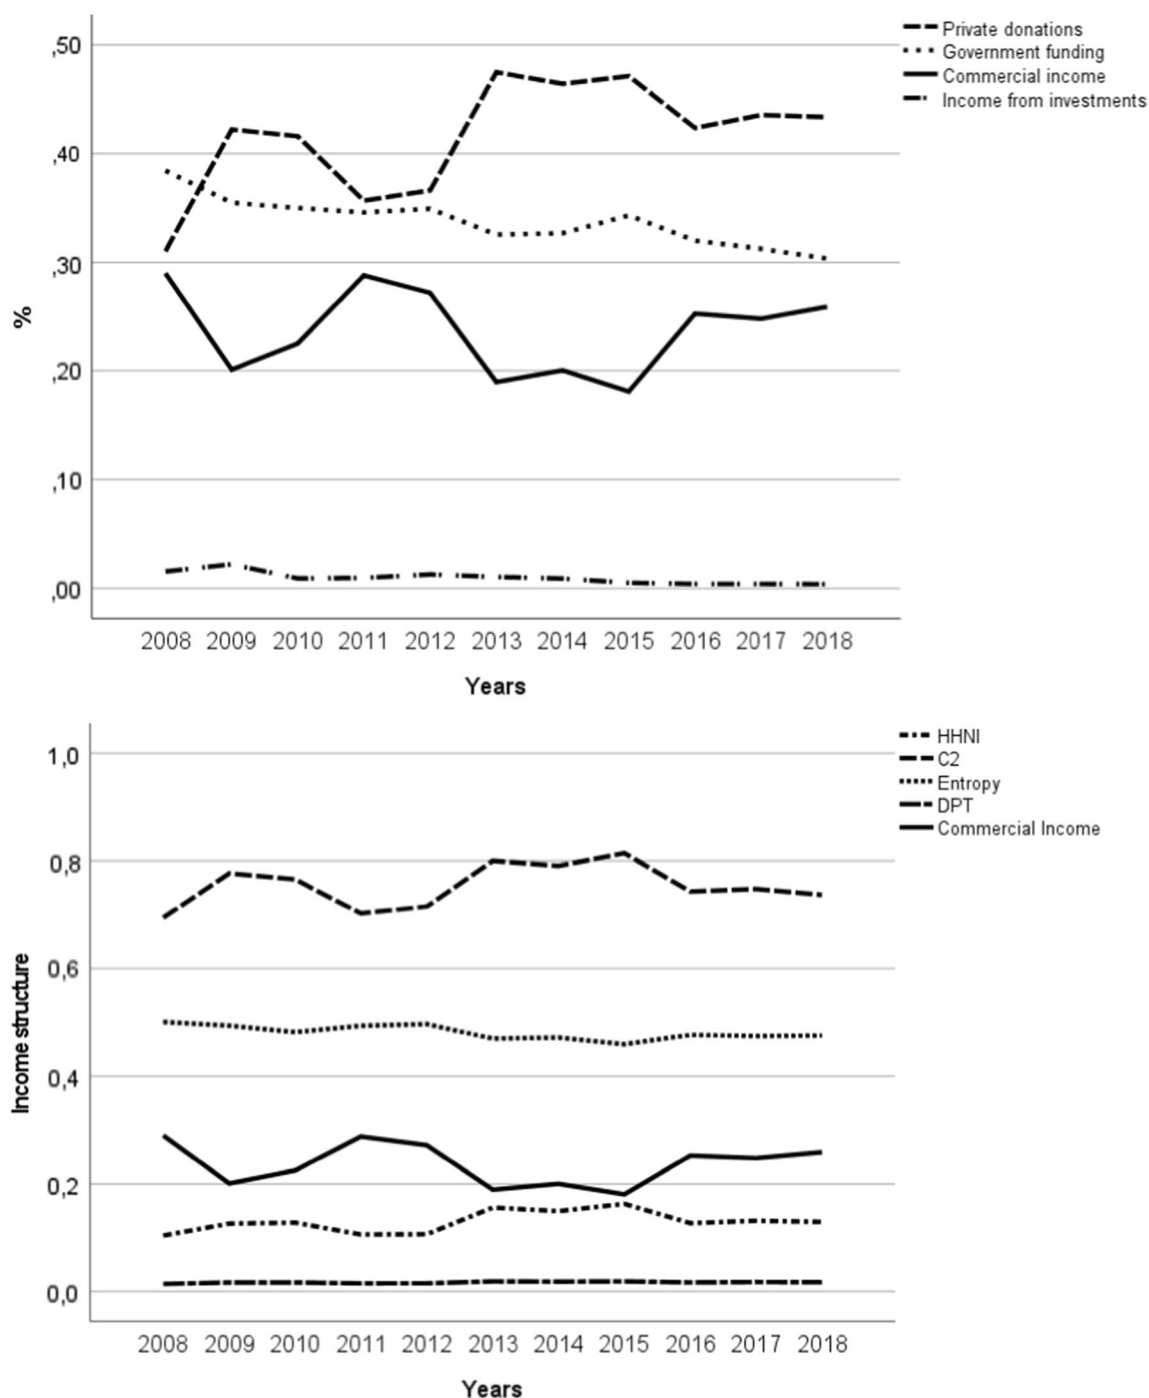 ,50
,40
,30
,20
,10
,00
%
2008 2009 2010 2011 2012 2013 2014 2015 2016 2017 2018
Years
Private donations
Government funding
Commercial income
Income from investments
1,0
0,8
0,6
0,4
0,2
0,0
Income structure
2008 2009 2010 2011 2012 2013 2014 2015 2016 2017 2018
Years
HHNI
C2
Entropy
DPT
Commercial Income